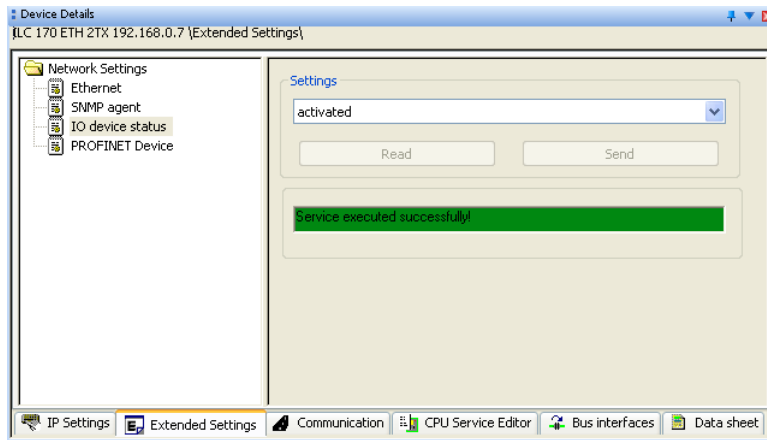 Device Details
ILC 170 ETH 2TX 192.168.0.7 \Extended Settings\
Network Settings
Ethernet
SNMP agent
IO device status
PROFINET Device
Settings
activated
Read Send
Service executed successfully!
IP Settings Extended Settings Communication CPU Service Editor Bus interfaces Data sheet